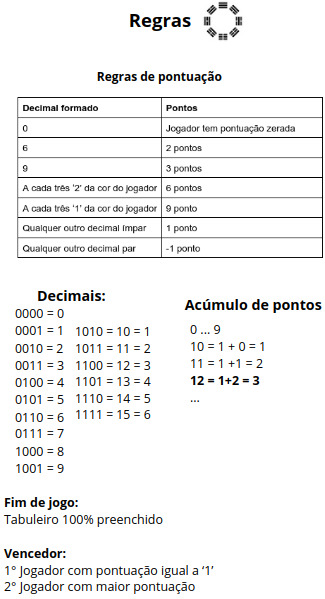 Regras
Regras de pontuação
Decimal formado Pontos
0 Jogador tem pontuação zerada
6 2 pontos
9 3 pontos
A cada três '2' da cor do jogador 6 pontos
A cada três '1' da cor do jogador 9 ponto
Qualquer outro decimal ímpar 1 ponto
Qualquer outro decimal par -1 ponto
Decimais:
0000 = 0
0001 = 1
0010 = 2
0011 = 3
0100 = 4
0101 = 5
0110 = 6
0111 = 7
1000 = 8
1001 = 9
1010 = 10 = 1
1011 = 11 = 2
1100 = 12 = 3
1101 = 13 = 4
1110 = 14 = 5
1111 = 15 = 6
Acúmulo de pontos
0 ... 9
10 = 1 + 0 = 1
11 = 1 +1 = 2
12 = 1+2 = 3
...
Fim de jogo:
Tabuleiro 100% preenchido
Vencedor:
1° Jogador com pontuação igual a ‘1’
2° Jogador com maior pontuação